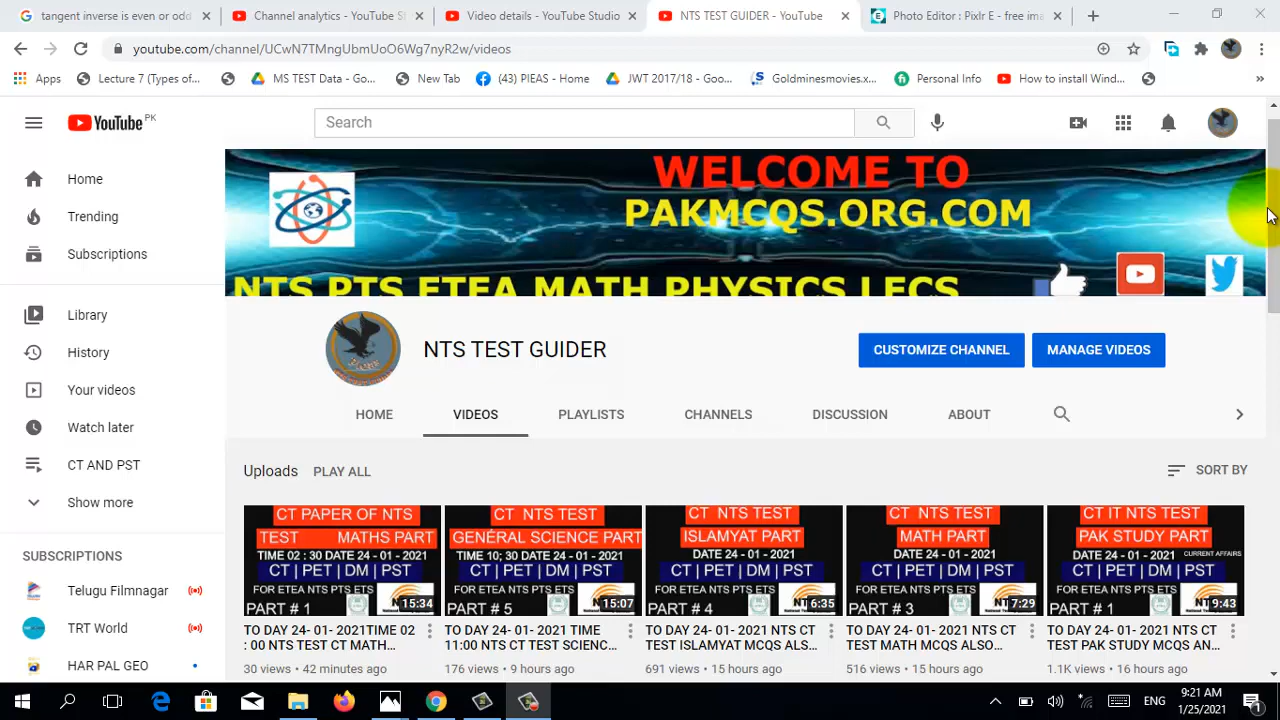 tangent inverse is even or odd
Channel analytics - YouTube S
Video details - YouTube Studio
NTS TEST GUIDER - YouTube
Photo Editor : Pixlr E - free ima
youtube.com/channel/UCwN7TMngUbmUoO6Wg7nyR2w/videos
Apps
Lecture 7 (Types of...
MS TEST Data - Go...
New Tab
(43) PIEAS - Home
JWT 2017/18 - Goo...
Goldminesmovies.x...
Personal Info
How to install Wind...
YouTube PK
Search
Home
Trending
Subscriptions
Library
History
Your videos
Watch later
CT AND PST
Show more
SUBSCRIPTIONS
Telugu Filmnagar
TRT World
HAR PAL GEO
WELCOME TO
PAKMCQS.ORG.COM
NTS PTS ETEA MATH PHYSICS LECS
NTS TEST GUIDER
CUSTOMIZE CHANNEL
MANAGE VIDEOS
HOME
VIDEOS
PLAYLISTS
CHANNELS
DISCUSSION
ABOUT
Uploads
PLAY ALL
SORT BY
CT PAPER OF NTS
TEST MATHS PART
TIME 02 : 30 DATE 24 - 01 - 2021
CT | PET | DM | PST
FOR ETEA NTS PTS ETS
PART # 1
15:34
TO DAY 24- 01- 2021TIME 02
: 00 NTS TEST CT MATH...
30 views • 42 minutes ago
CT NTS TEST
GENERAL SCIENCE PART
TIME 10; 30 DATE 24 - 01 - 2021
CT | PET | DM | PST
FOR ETEA NTS PTS ETS
PART # 5
15:07
TO DAY 24- 01- 2021 TIME
11:00 NTS CT TEST SCIENC...
176 views • 9 hours ago
CT NTS TEST
ISLAMYAT PART
DATE 24 - 01 - 2021
CT | PET | DM | PST
FOR ETEA NTS PTS ETS
PART # 4
6:35
TO DAY 24- 01- 2021 NTS CT
TEST ISLAMYAT MCQS ALS...
691 views • 15 hours ago
CT NTS TEST
MATH PART
DATE 24 - 01 - 2021
CT | PET | DM | PST
FOR ETEA NTS PTS ETS
PART # 3
7:29
TO DAY 24- 01- 2021 NTS CT
TEST MATH MCQS ALSO...
516 views • 15 hours ago
CT IT NTS TEST
PAK STUDY PART
DATE 24 - 01 - 2021 CURRENT AFFAIRS
CT | PET | DM | PST
FOR ETEA NTS PTS ETS
PART # 1
9:43
TO DAY 24- 01- 2021 NTS CT
TEST PAK STUDY MCQS AN...
1.1K views • 16 hours ago
ENG
9:21 AM
1/25/2021
1